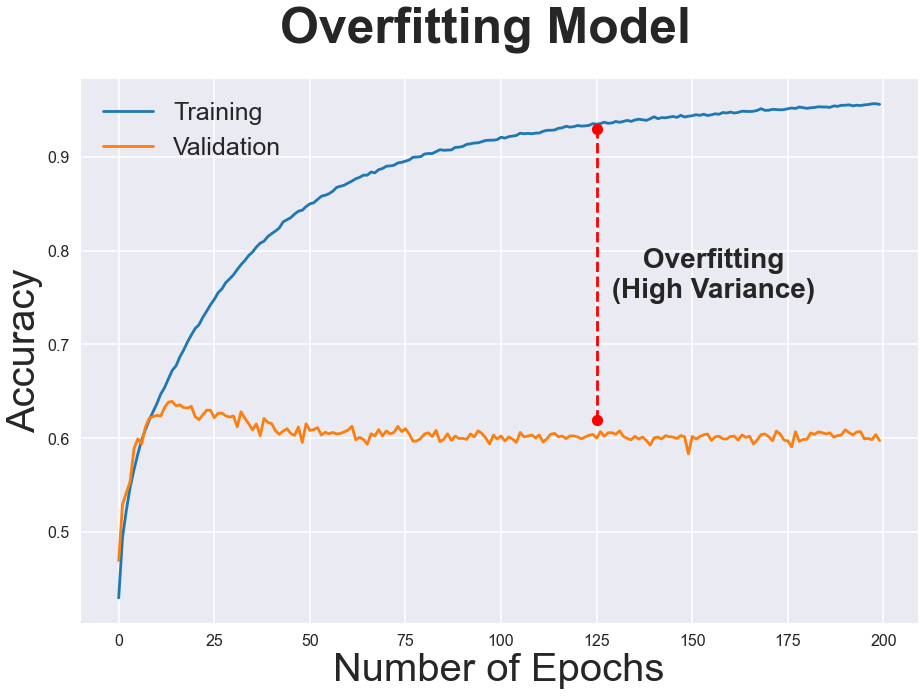 Overfitting Model
Training
Validation
Overfitting
(High Variance)
Accuracy
0.9
0.8
0.7
0.6
0.5
0 25 50 75 100 125 150 175 200
Number of Epochs